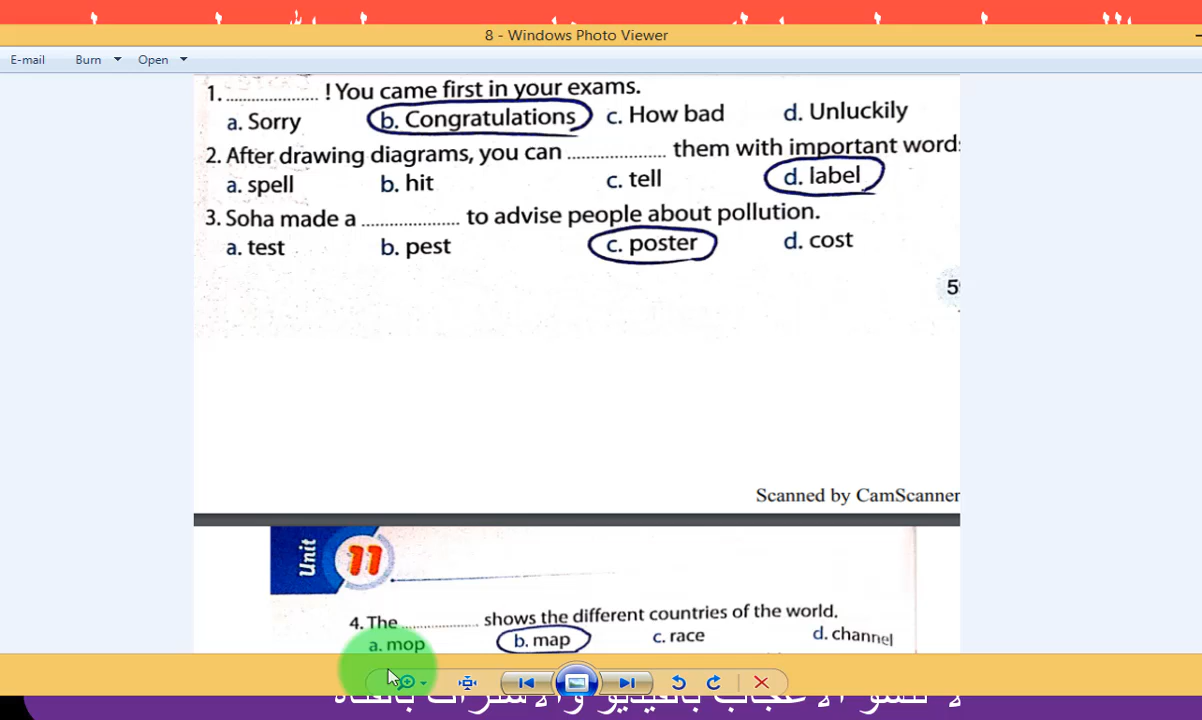 8 - Windows Photo Viewer
E-mail Burn Open
1. .................... ! You came first in your exams.
a. Sorry b. Congratulations c. How bad d. Unluckily
2. After drawing diagrams, you can .................... them with important word
a. spell b. hit c. tell d. label
3. Soha made a .................... to advise people about pollution.
a. test b. pest c. poster d. cost
Scanned by CamScanner
Unit 11
4. The .................... shows the different countries of the world.
a. mop b. map c. race d. channel